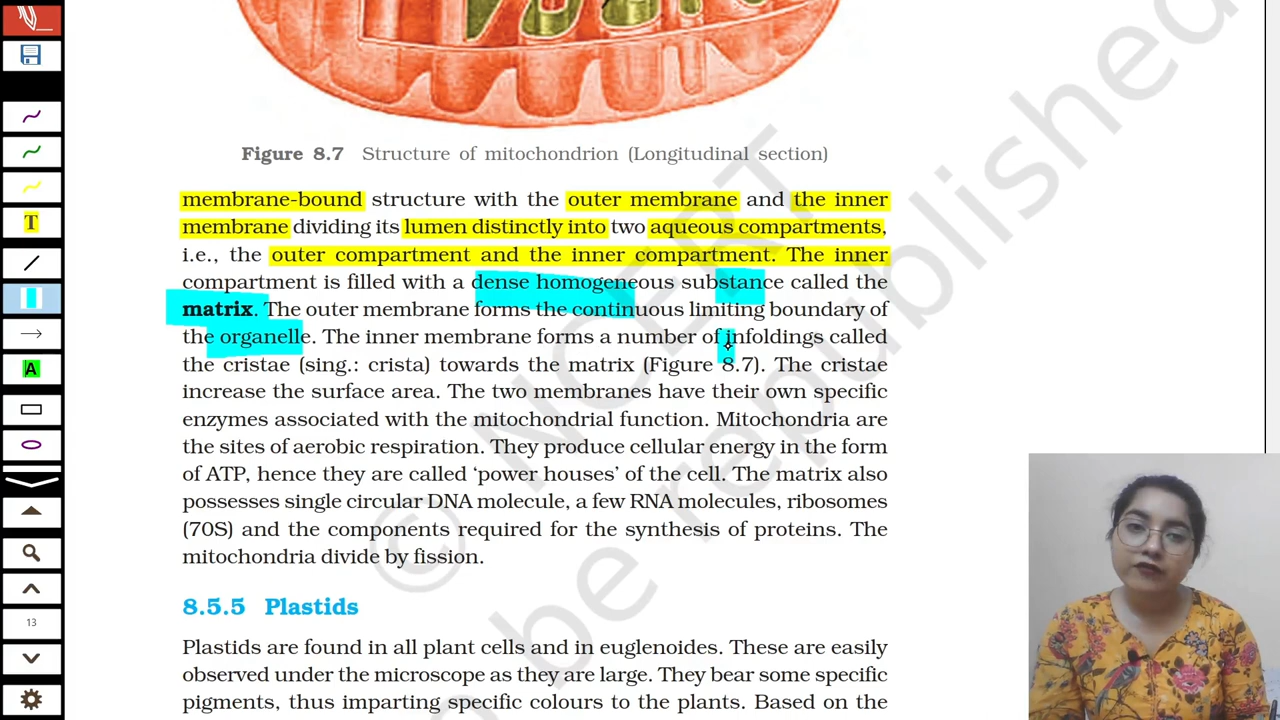 Figure 8.7 Structure of mitochondrion (Longitudinal section)
membrane-bound structure with the outer membrane and the inner
membrane dividing its lumen distinctly into two aqueous compartments,
i.e., the outer compartment and the inner compartment. The inner
compartment is filled with a dense homogeneous substance called the
matrix. The outer membrane forms the continuous limiting boundary of
the organelle. The inner membrane forms a number of infoldings called
the cristae (sing.: crista) towards the matrix (Figure 8.7). The cristae
increase the surface area. The two membranes have their own specific
enzymes associated with the mitochondrial function. Mitochondria are
the sites of aerobic respiration. They produce cellular energy in the form
of ATP, hence they are called ‘power houses’ of the cell. The matrix also
possesses single circular DNA molecule, a few RNA molecules, ribosomes
(70S) and the components required for the synthesis of proteins. The
mitochondria divide by fission.
8.5.5 Plastids
Plastids are found in all plant cells and in euglenoides. These are easily
observed under the microscope as they are large. They bear some specific
pigments, thus imparting specific colours to the plants. Based on the
© NCERT
be republished
T
A
13